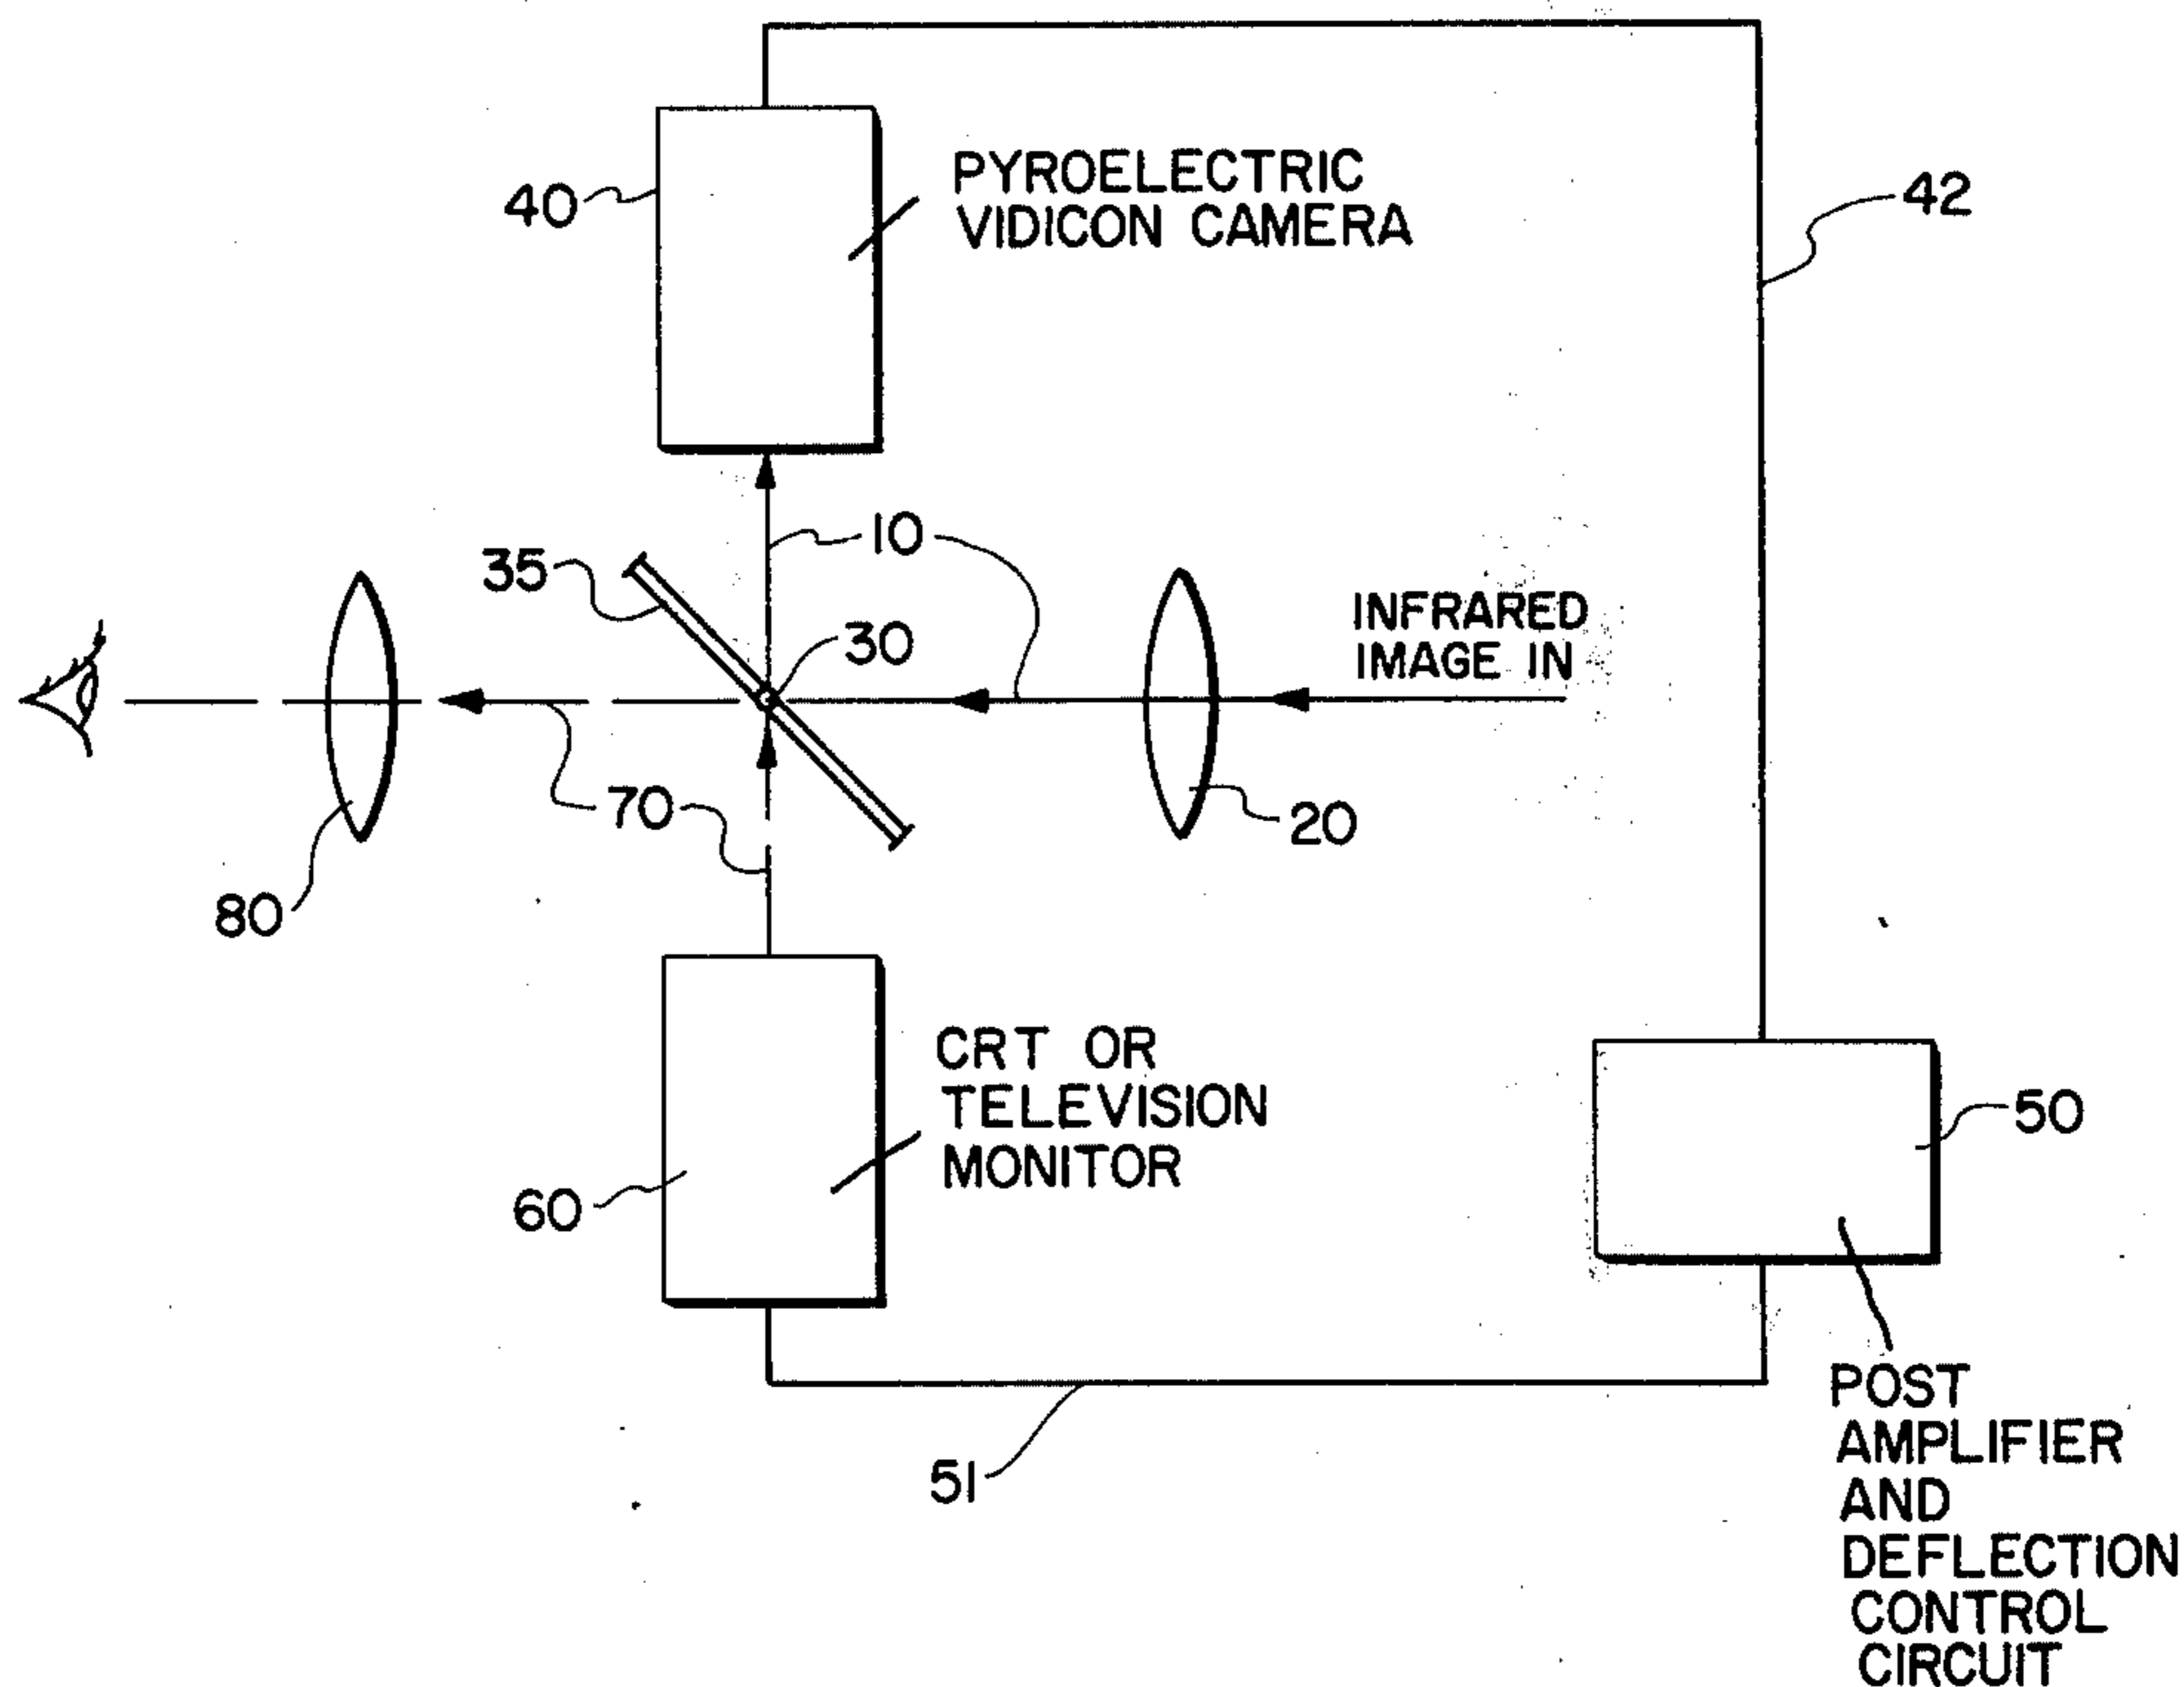 PYROELECTRIC
VIDICON CAMERA
40
42
10
35
30
INFRARED
IMAGE IN
70
20
80
CRT OR
TELEVISION
MONITOR
50
60
51
POST
AMPLIFIER
AND
DEFLECTION
CONTROL
CIRCUIT